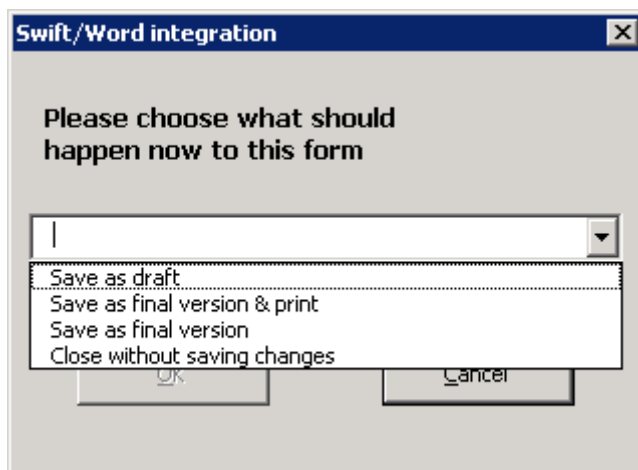 Swift/Word integration
Please choose what should
happen now to this form
Save as draft
Save as final version & print
Save as final version
Close without saving changes
OK
Cancel